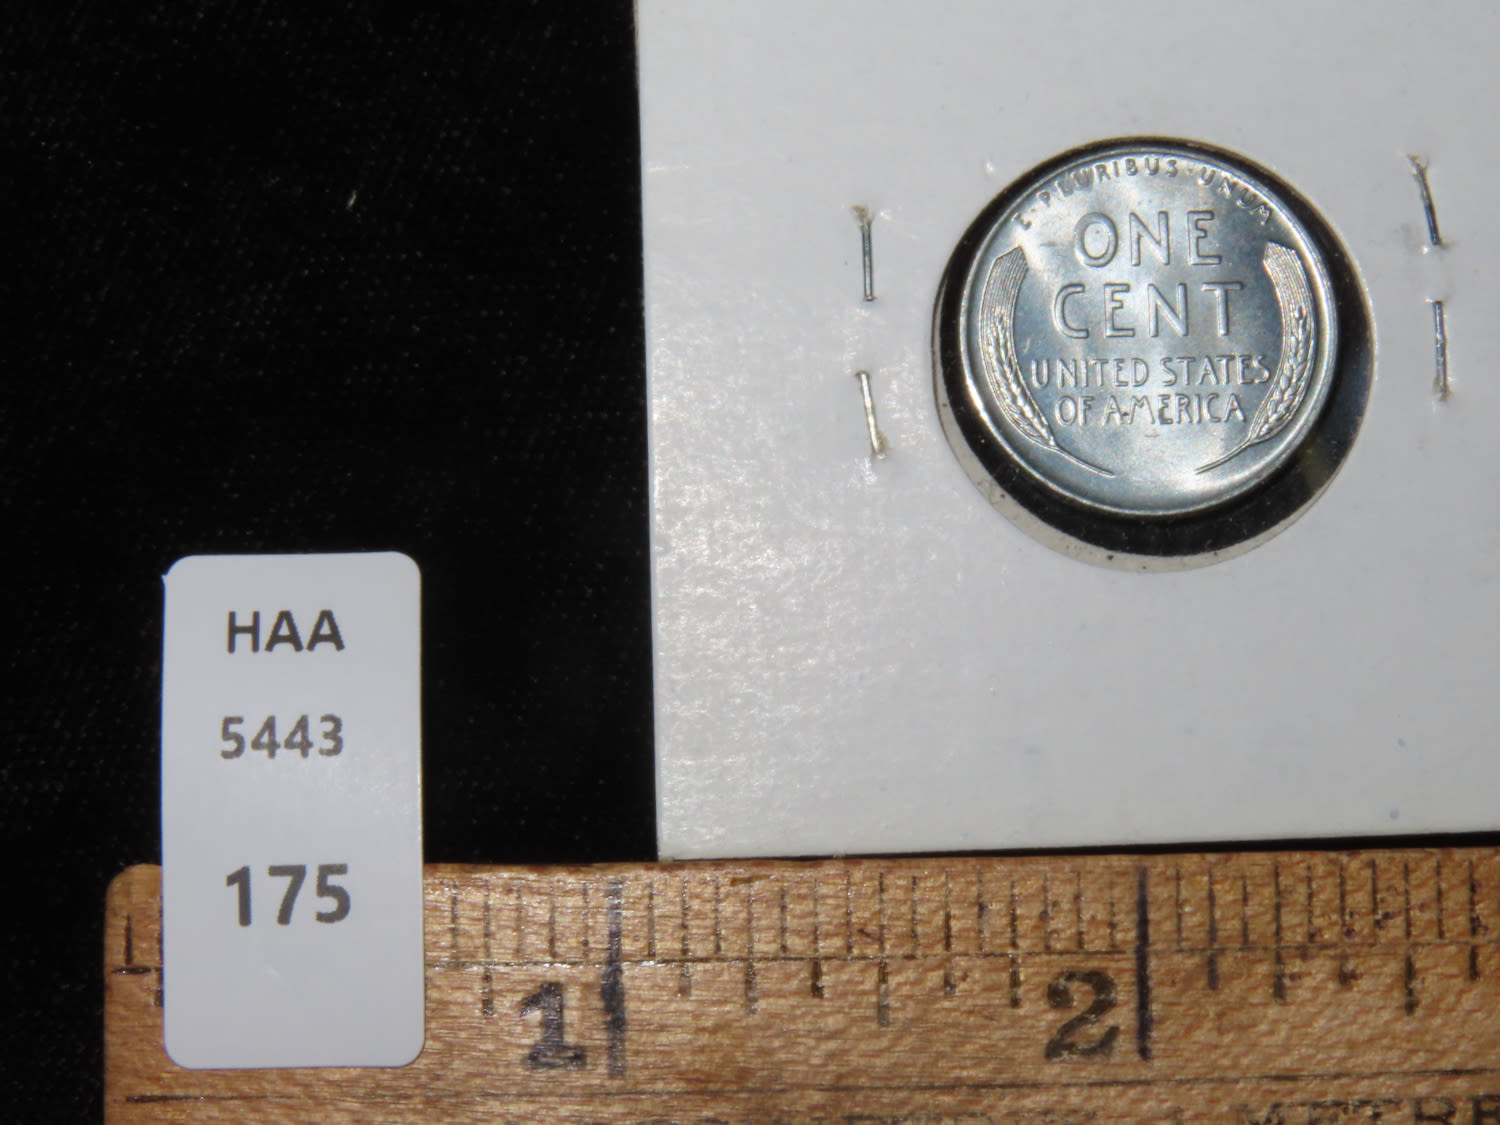 E·PLURIBUS·UNUM
ONE
CENT
UNITED STATES
OF AMERICA
HAA
5443
175
1
2